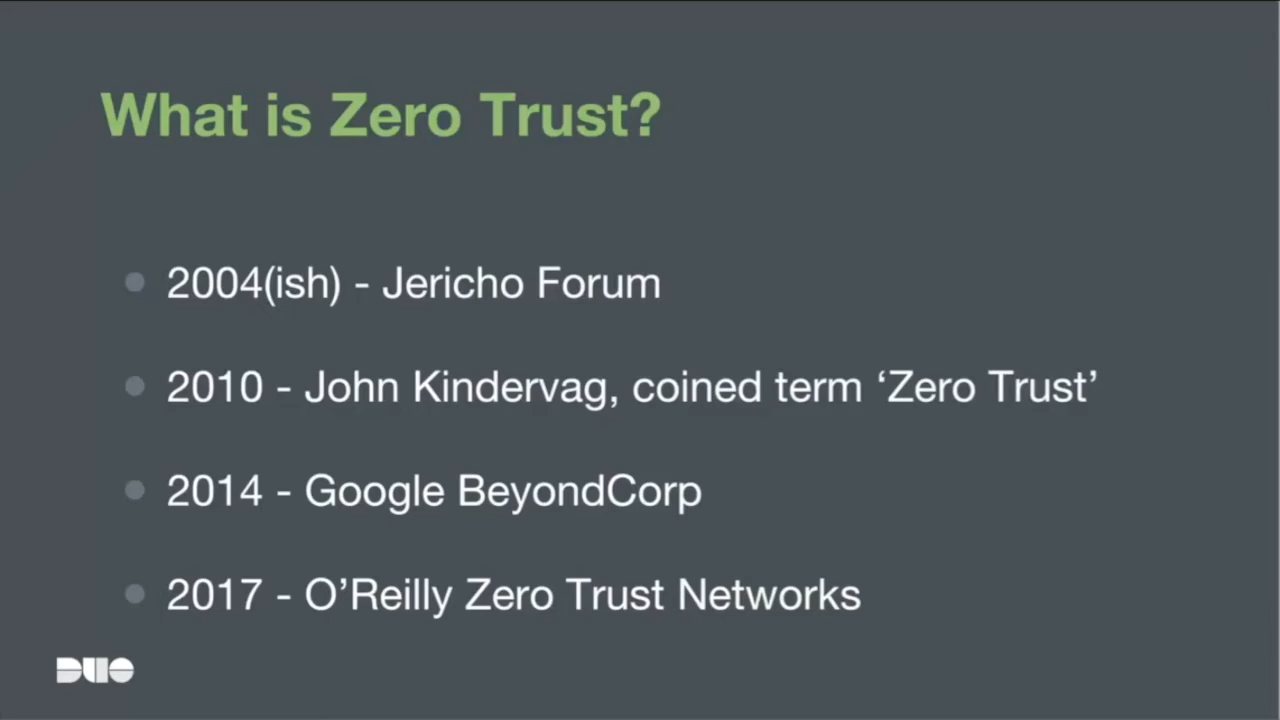 What is Zero Trust?
2004(ish) - Jericho Forum
2010 - John Kindervag, coined term ‘Zero Trust’
2014 - Google BeyondCorp
2017 - O’Reilly Zero Trust Networks
DUO